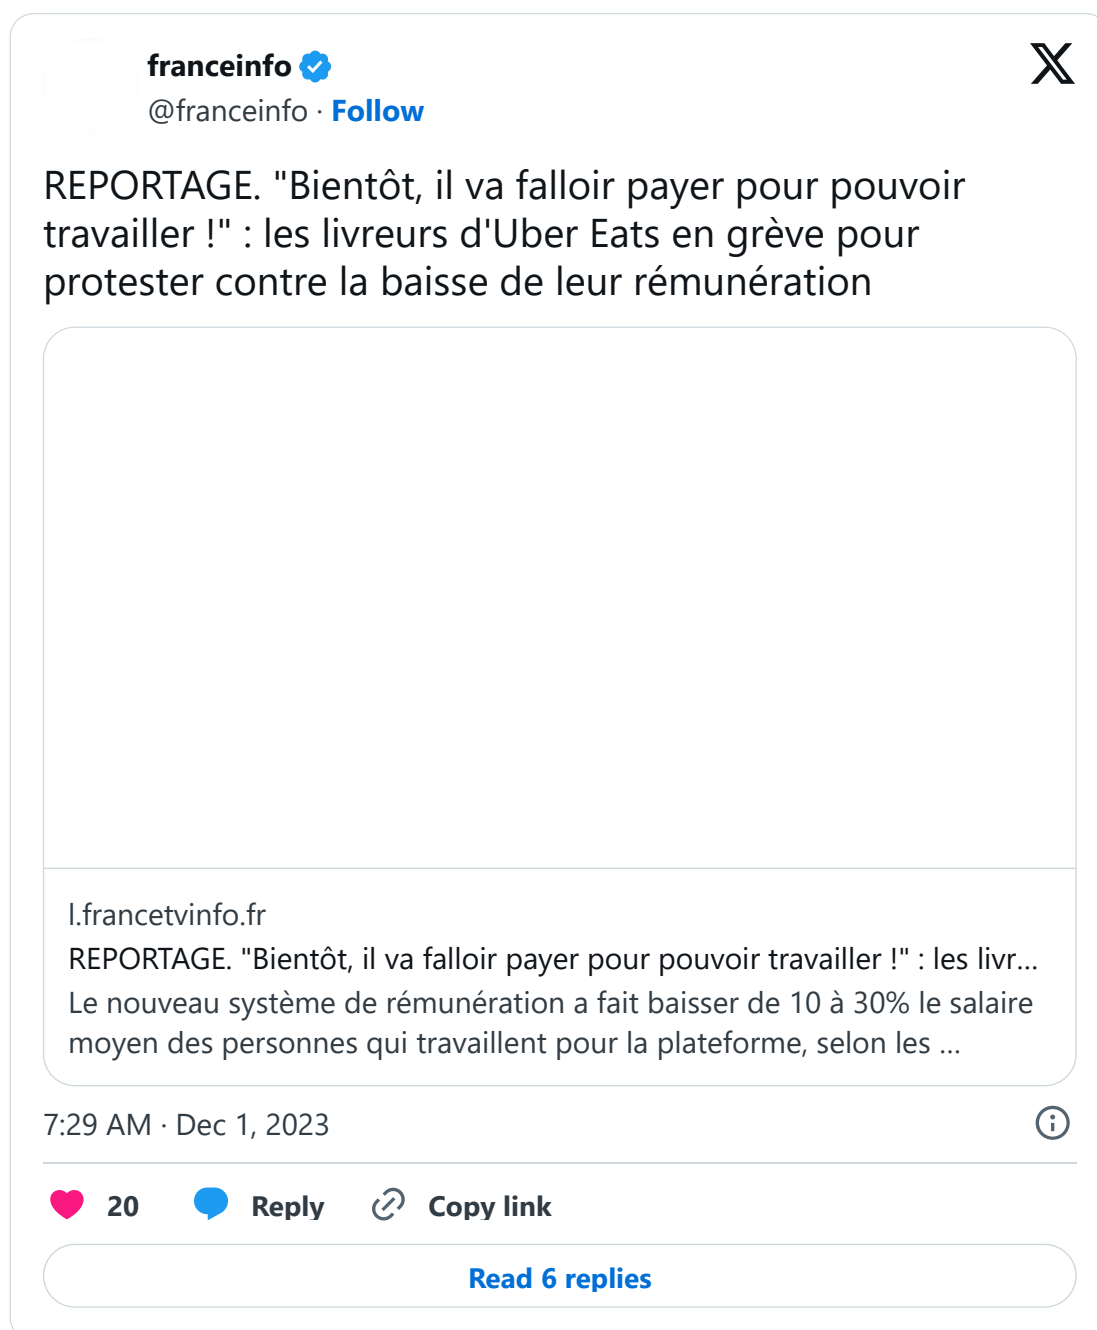 franceinfo
@franceinfo · Follow
REPORTAGE. "Bientôt, il va falloir payer pour pouvoir
travailler !" : les livreurs d'Uber Eats en grève pour
protester contre la baisse de leur rémunération
l.francetvinfo.fr
REPORTAGE. "Bientôt, il va falloir payer pour pouvoir travailler !" : les livr...
Le nouveau système de rémunération a fait baisser de 10 à 30% le salaire
moyen des personnes qui travaillent pour la plateforme, selon les ...
7:29 AM · Dec 1, 2023
20 Reply Copy link
Read 6 replies